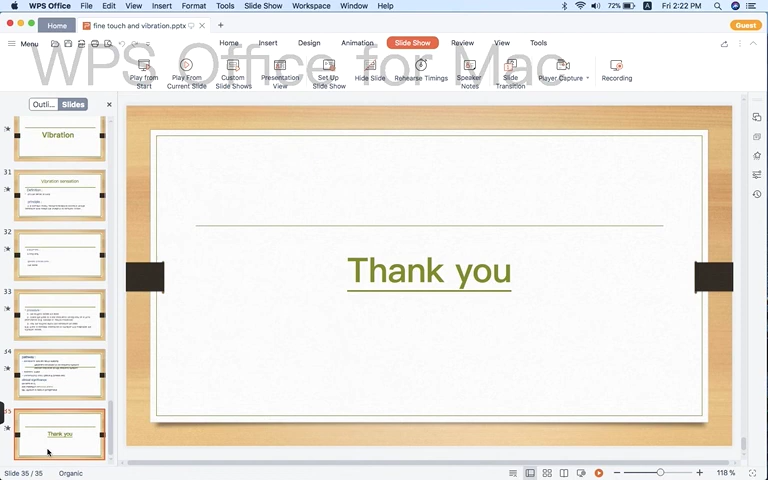 WPS Office File Edit View Insert Format Tools Slide Show Workspace Window Help 72% A Fri 2:22 PM
Home fine touch and vibration.pptx + Guest
Menu Home Insert Design Animation Slide Show Review View Tools
WPS Office for Mac
Play from Start Play From Current Slide Custom Slide Shows Presentation View Set Up Slide Show Hide Slide Rehearse Timings Speaker Notes Slide Transition Player Capture Recording
Outli... Slides
Vibration
31
Vibration sensation
32
33
34
35
Thank you
Thank you
Slide 35 / 35 Organic 118 %